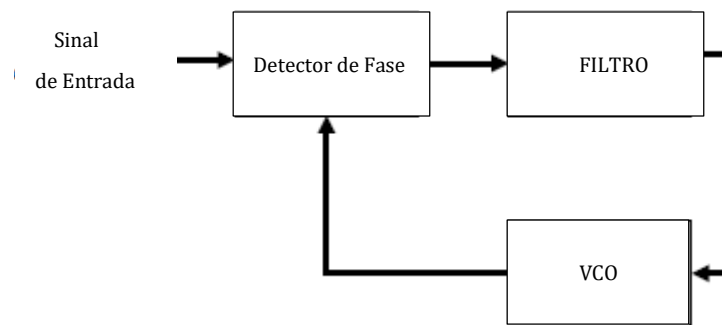 Sinal
de Entrada
Detector de Fase
FILTRO
VCO